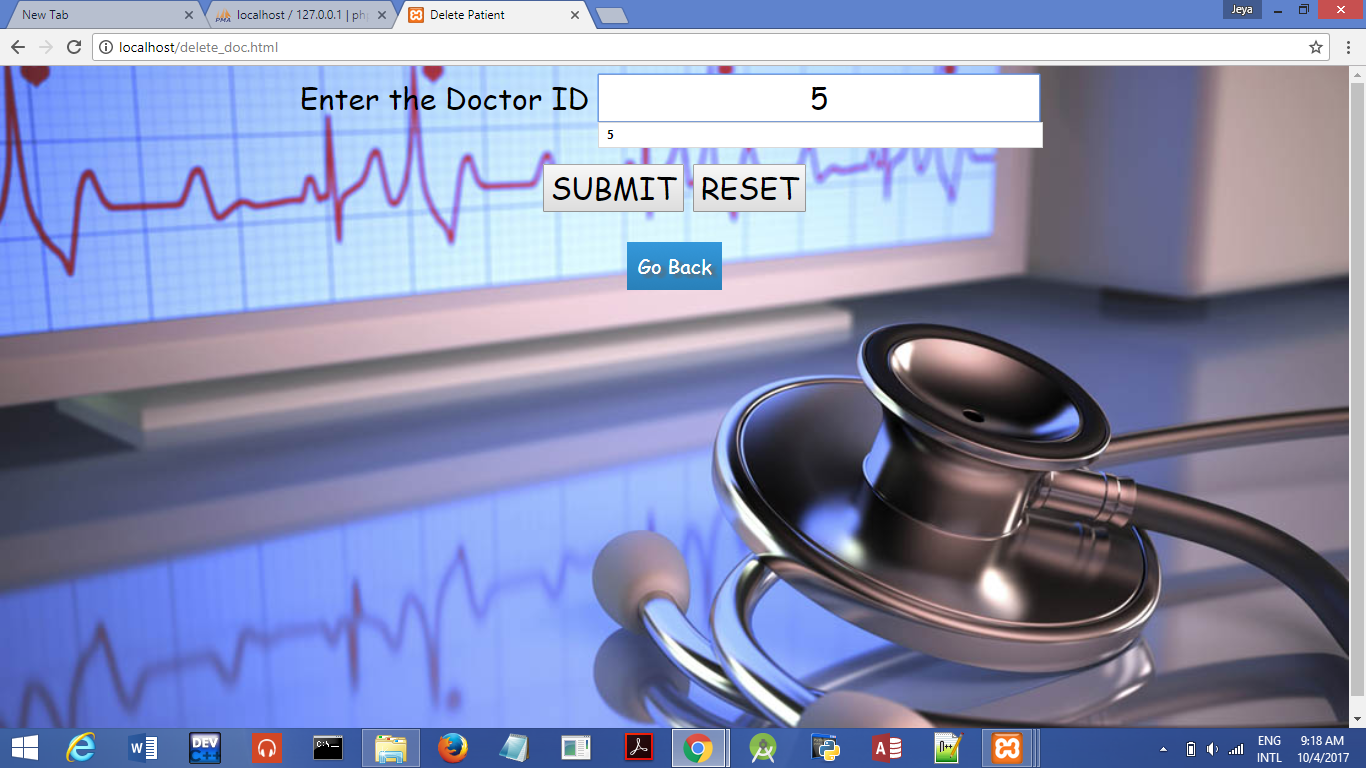 New Tab
localhost / 127.0.0.1 | ph
Delete Patient
Jeya
localhost/delete_doc.html
Enter the Doctor ID
5
5
SUBMIT RESET
Go Back
ENG
INTL
9:18 AM
10/4/2017